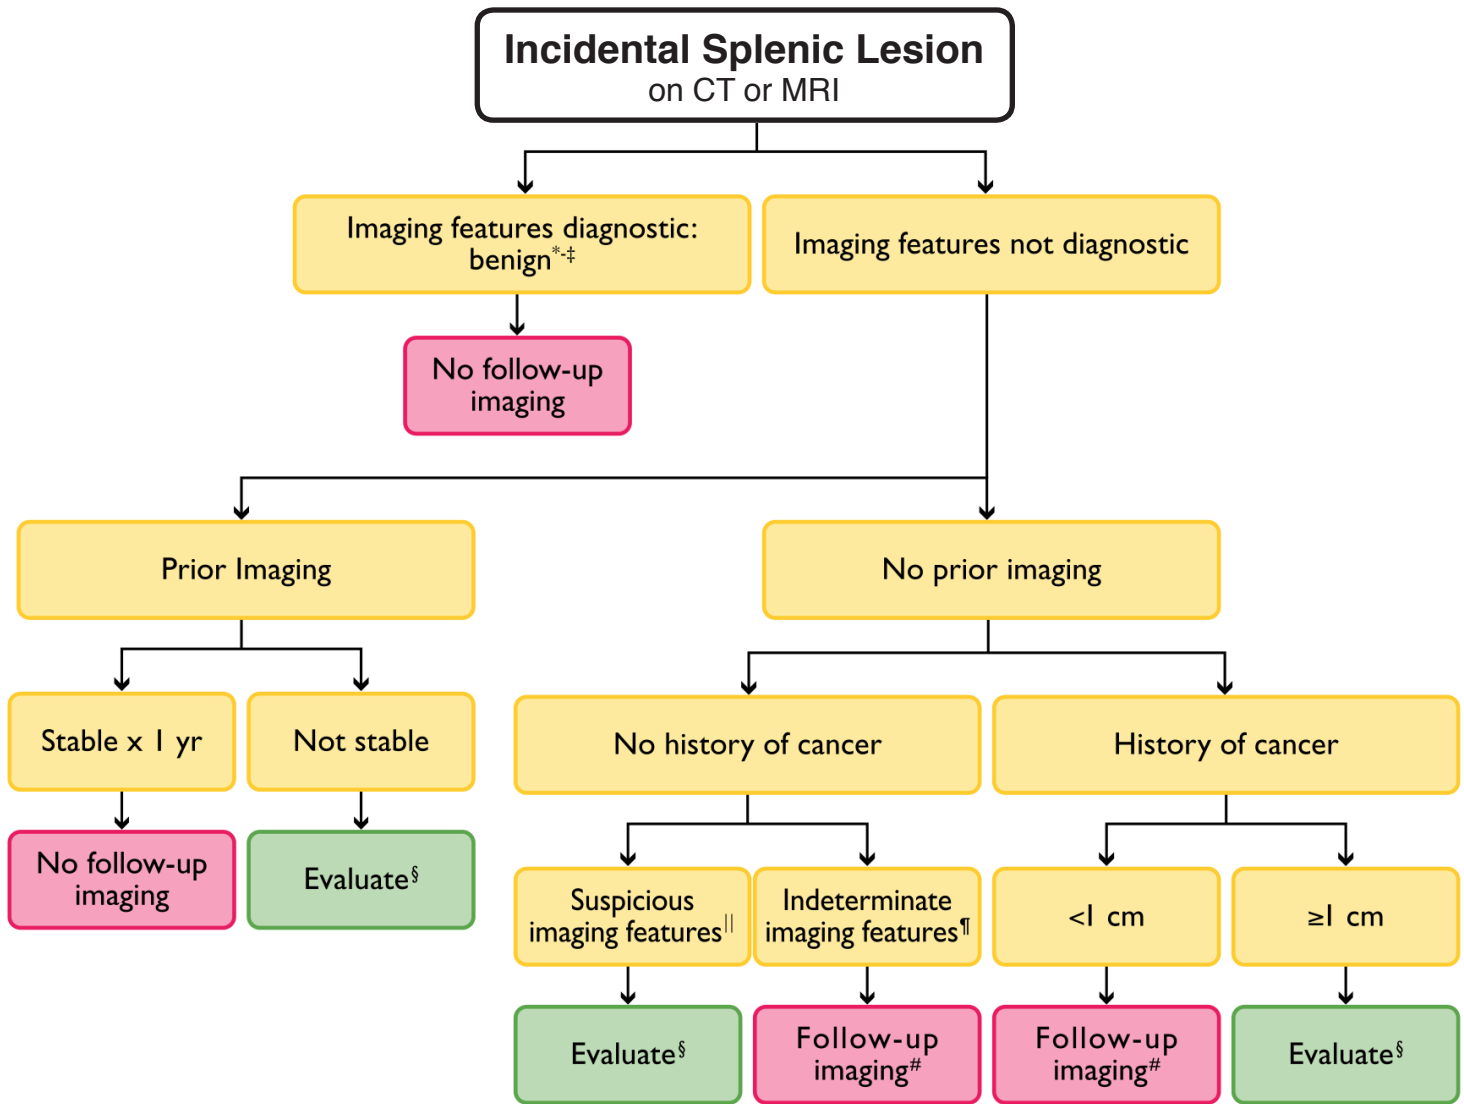 Incidental Splenic Lesion
on CT or MRI
Imaging features diagnostic:
benign*-‡
Imaging features not diagnostic
No follow-up
imaging
Prior Imaging
No prior imaging
Stable x 1 yr
Not stable
No history of cancer
History of cancer
No follow-up
imaging
Evaluate§
Suspicious
imaging features||
Indeterminate
imaging features¶
<1 cm
≥1 cm
Evaluate§
Follow-up
imaging#
Follow-up
imaging#
Evaluate§